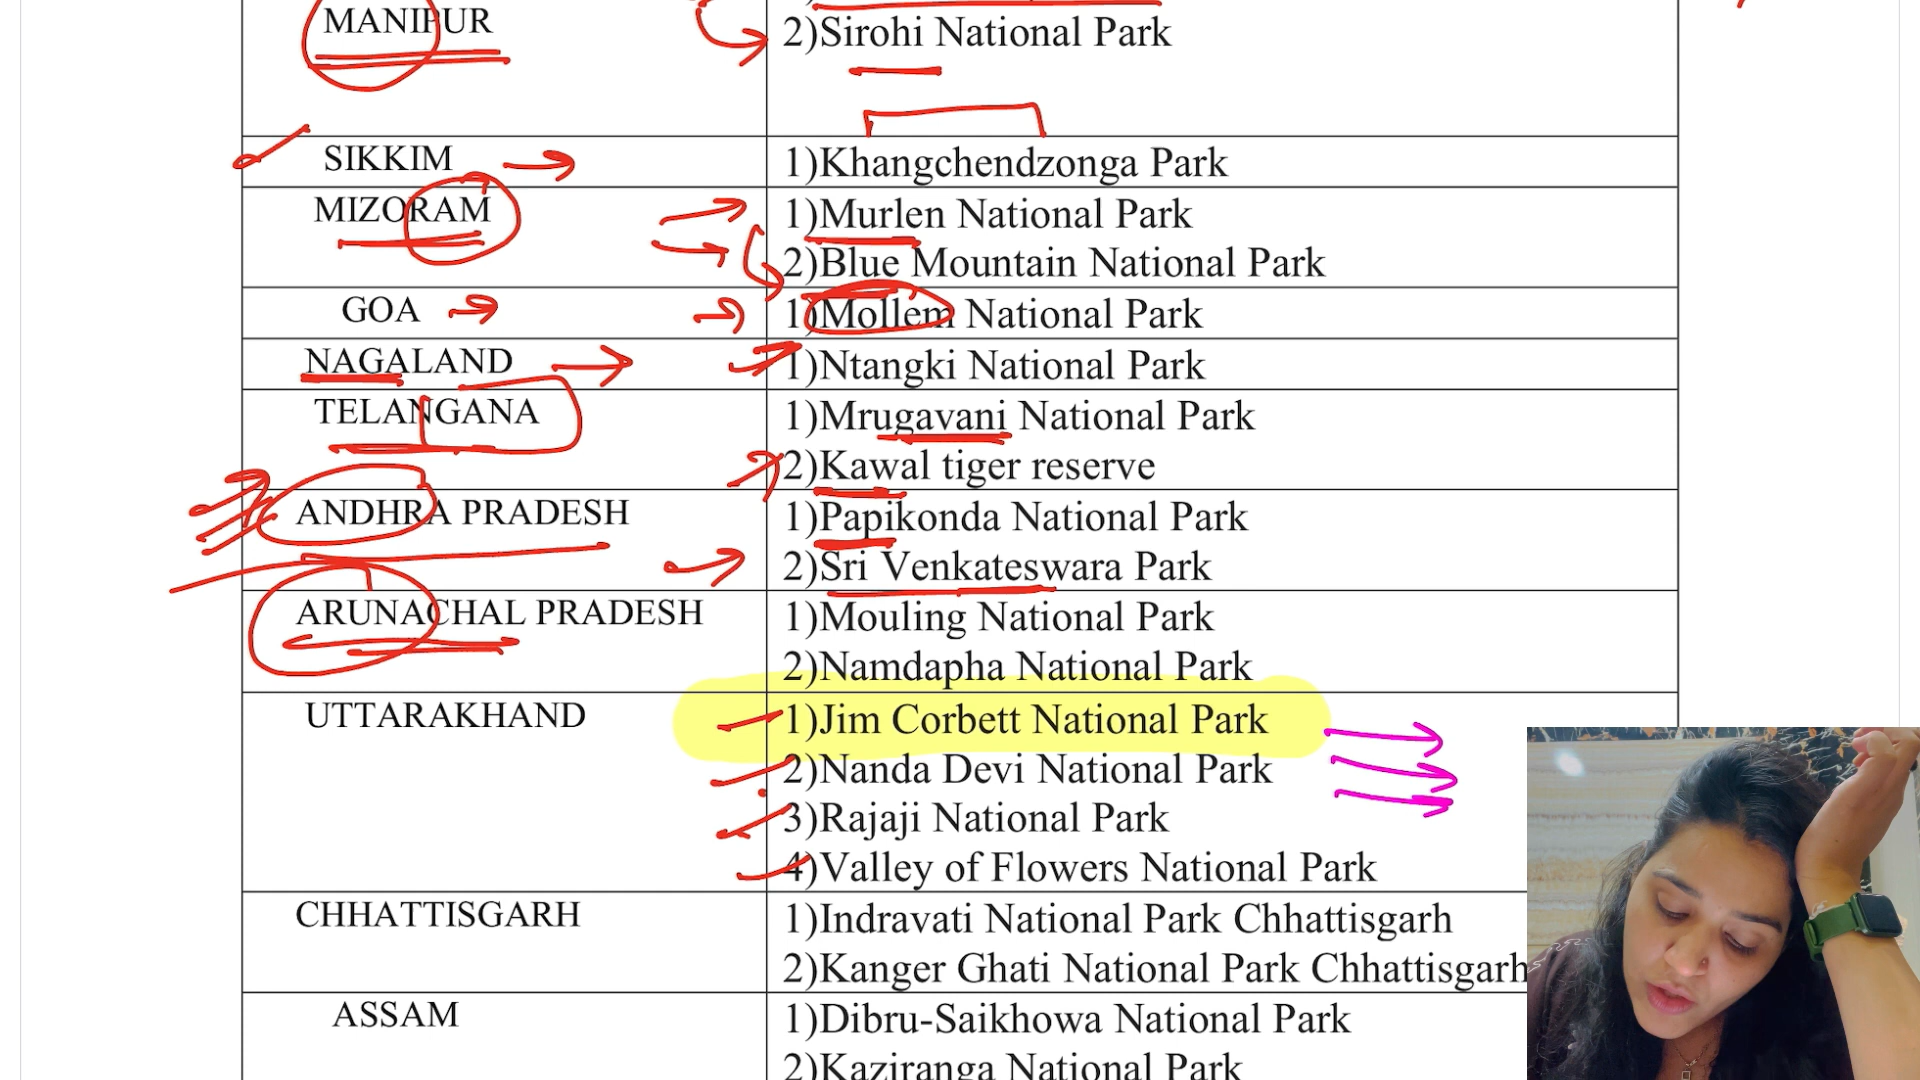 MANIPUR
2)Sirohi National Park
SIKKIM
1)Khangchendzonga Park
MIZORAM
1)Murlen National Park
2)Blue Mountain National Park
GOA
1)Mollem National Park
NAGALAND
1)Ntangki National Park
TELANGANA
1)Mrugavani National Park
2)Kawal tiger reserve
ANDHRA PRADESH
1)Papikonda National Park
2)Sri Venkateswara Park
ARUNACHAL PRADESH
1)Mouling National Park
2)Namdapha National Park
UTTARAKHAND
1)Jim Corbett National Park
2)Nanda Devi National Park
3)Rajaji National Park
4)Valley of Flowers National Park
CHHATTISGARH
1)Indravati National Park Chhattisgarh
2)Kanger Ghati National Park Chhattisgarh
ASSAM
1)Dibru-Saikhowa National Park
2)Kaziranga National Park